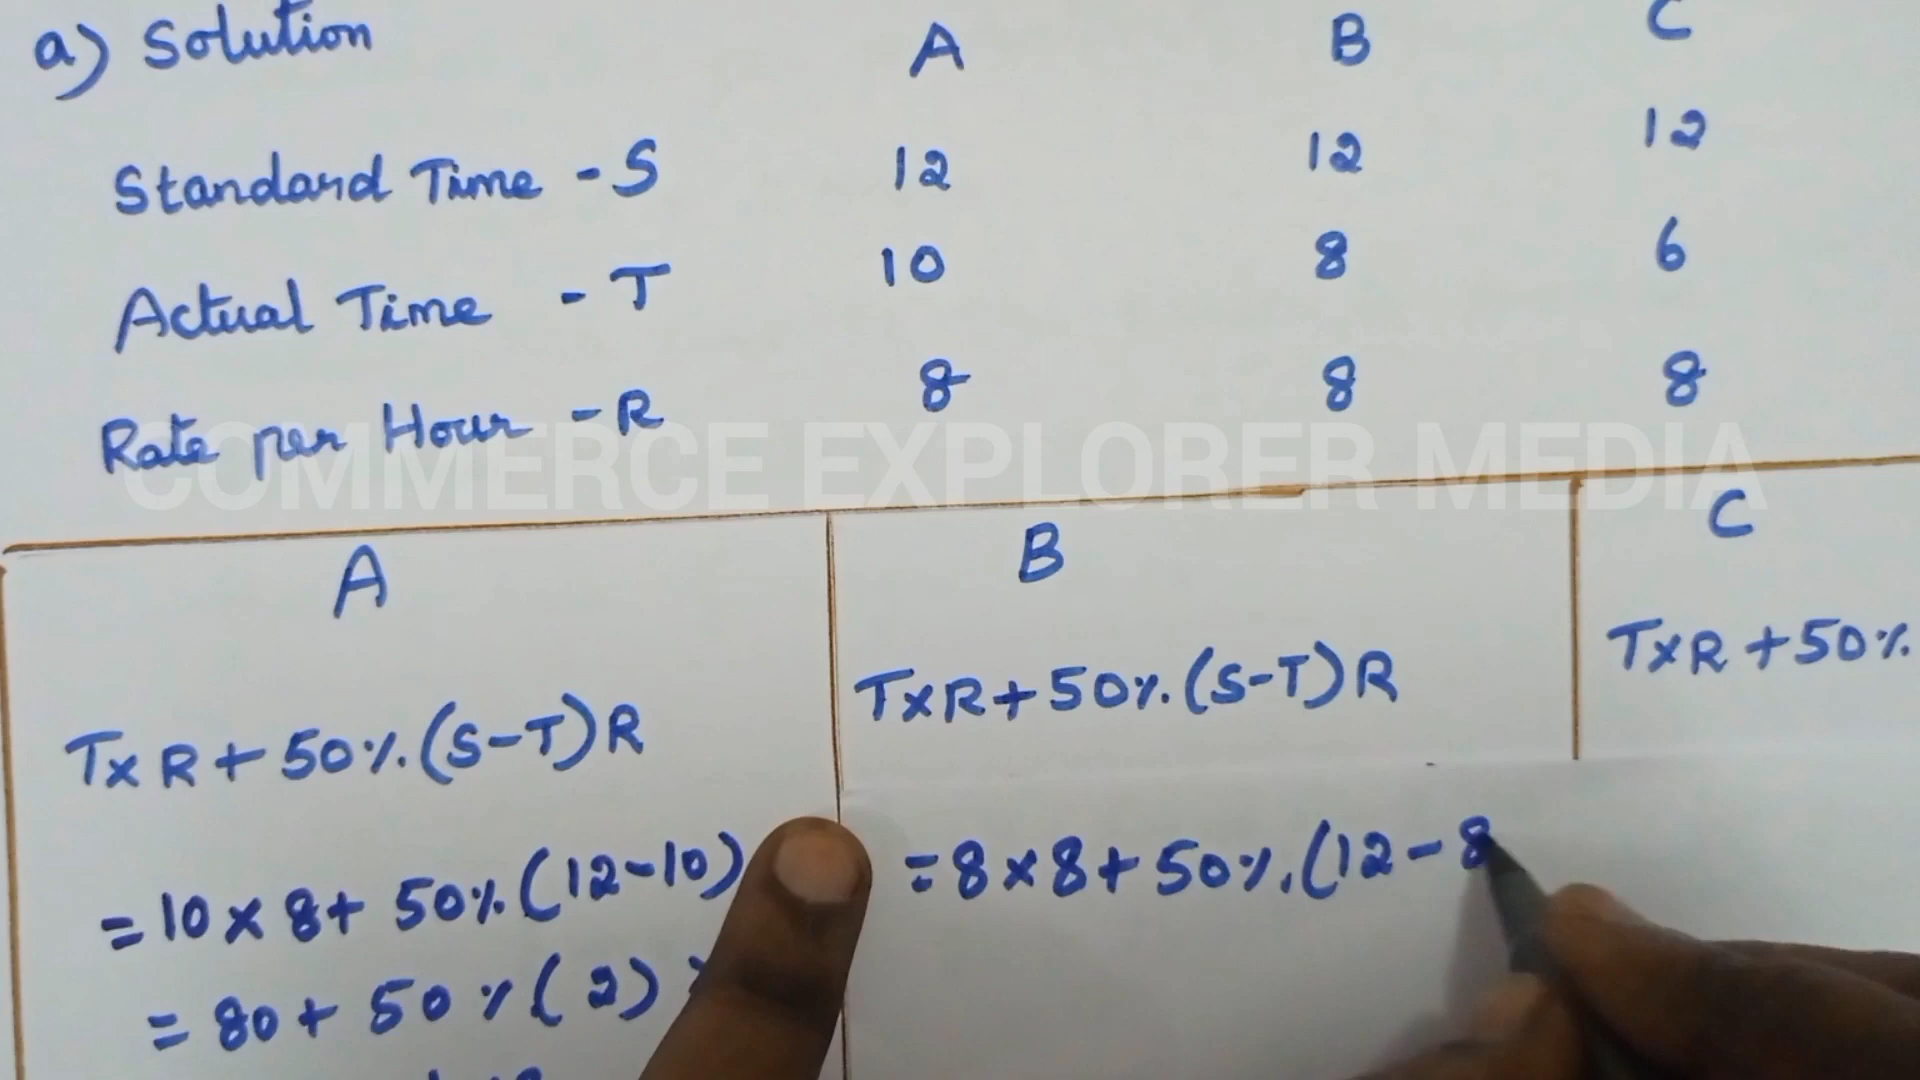 a) Solution A B C
Standard Time - S 12 12 12
Actual Time - T 10 8 6
Rate per Hour - R 8 8 8
COMMERCE EXPLORER MEDIA
A B C
T x R + 50%. (S-T) R
= 10 x 8 + 50%. (12-10)
= 80 + 50% (2)
T x R + 50%. (S-T) R
= 8 x 8 + 50%. (12 - 8
T x R + 50%.